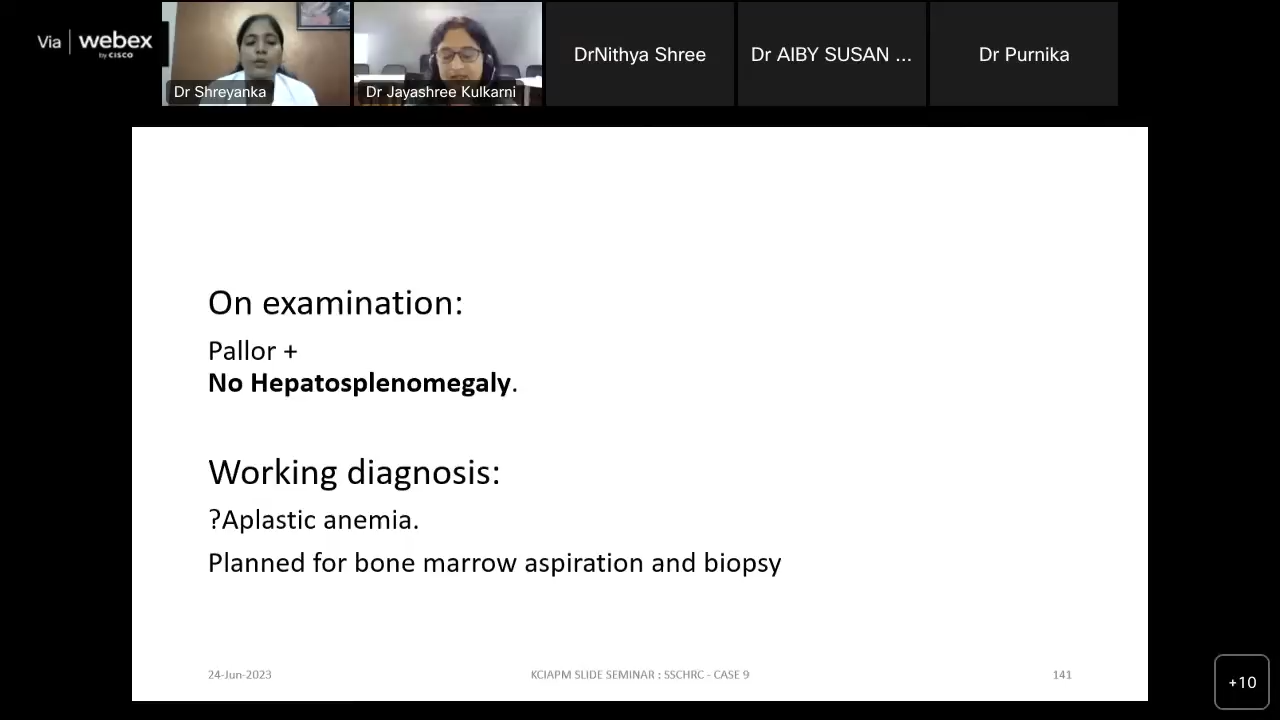 Via | webex
by CISCO
Dr Shreyanka
Dr Jayashree Kulkarni
DrNithya Shree
Dr AIBY SUSAN ...
Dr Purnika
On examination:
Pallor +
No Hepatosplenomegaly.
Working diagnosis:
?Aplastic anemia.
Planned for bone marrow aspiration and biopsy
24-Jun-2023
KCIAPM SLIDE SEMINAR : SSCHRC - CASE 9
141
+10